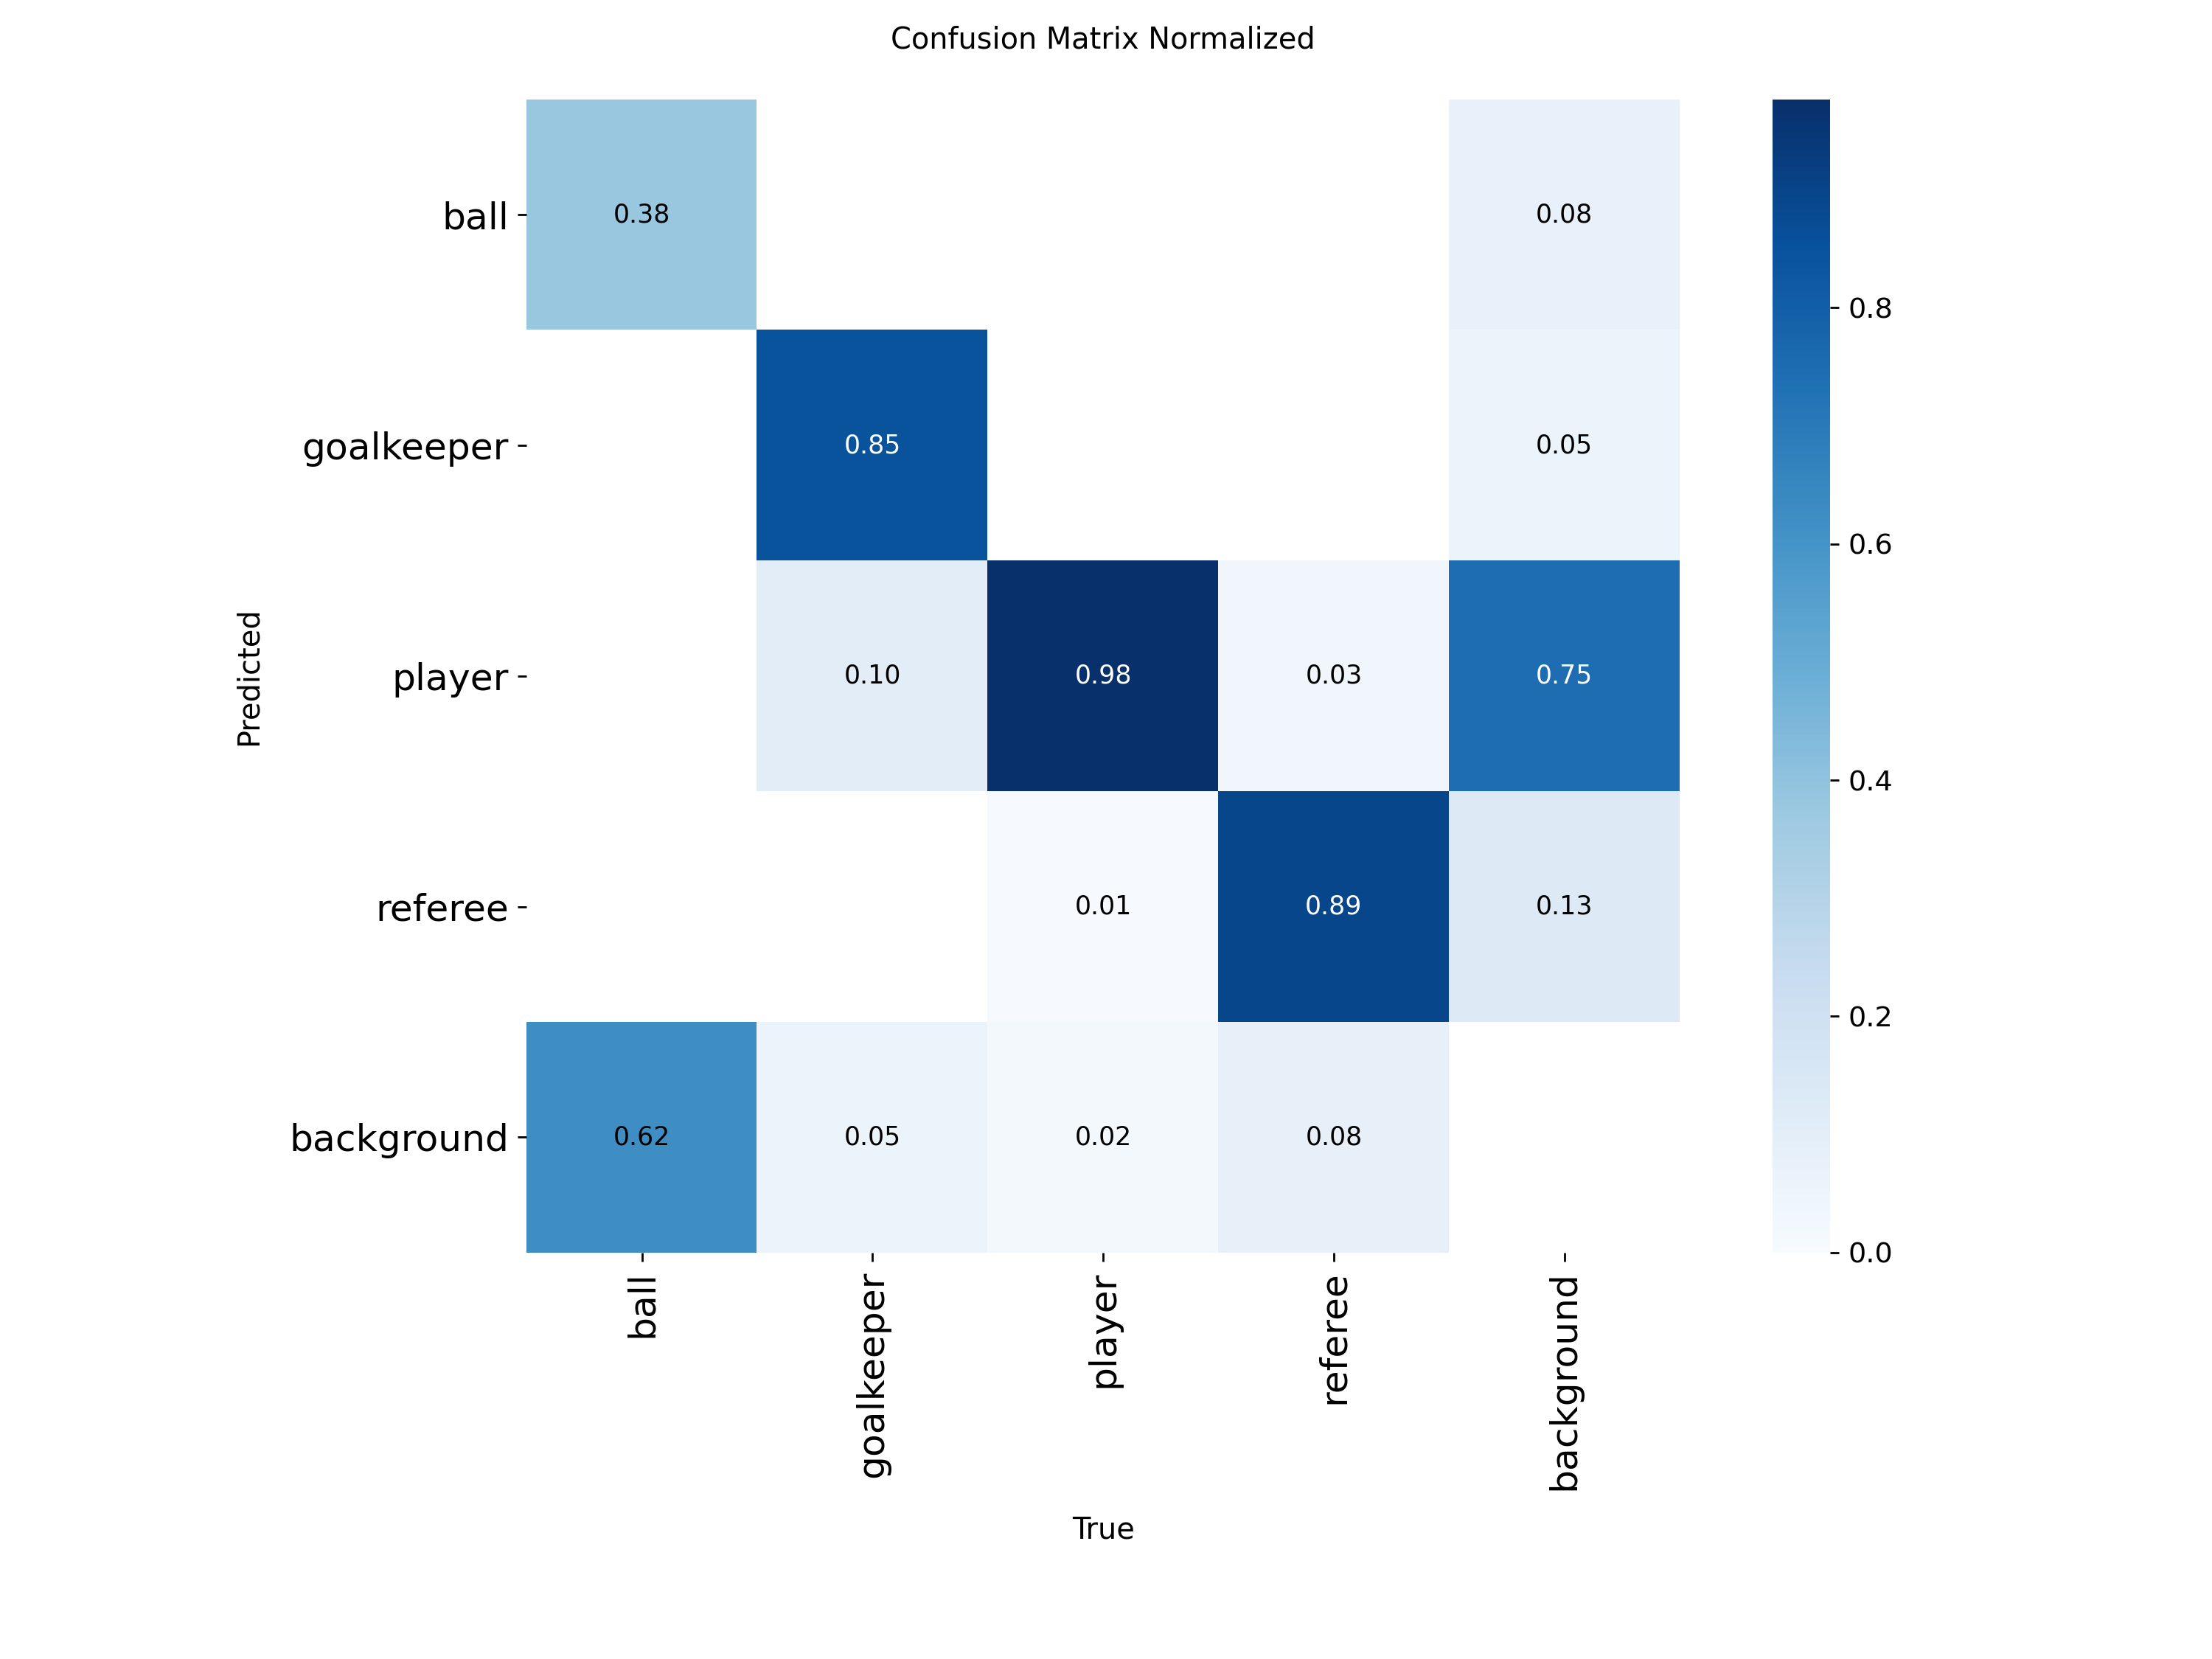 Confusion Matrix Normalized
ball
0.38
0.08
0.8
goalkeeper
0.85
0.05
0.6
Predicted
player
0.10
0.98
0.03
0.75
0.4
referee
0.01
0.89
0.13
0.2
background
0.62
0.05
0.02
0.08
0.0
ball
goalkeeper
player
referee
background
True